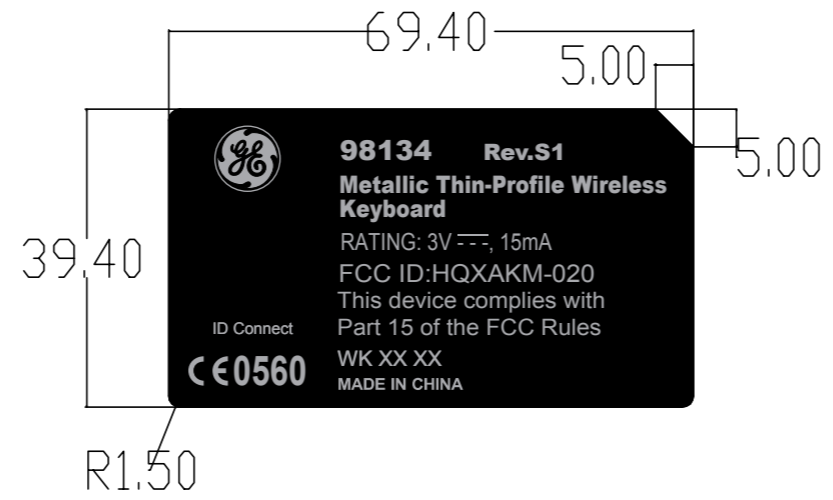 69.40
5.00
5.00
39.40
R1.50
GE
98134 Rev.S1
Metallic Thin-Profile Wireless
Keyboard
RATING: 3V ⎓, 15mA
FCC ID:HQXAKM-020
This device complies with
Part 15 of the FCC Rules
ID Connect
CE0560
WK XX XX
MADE IN CHINA